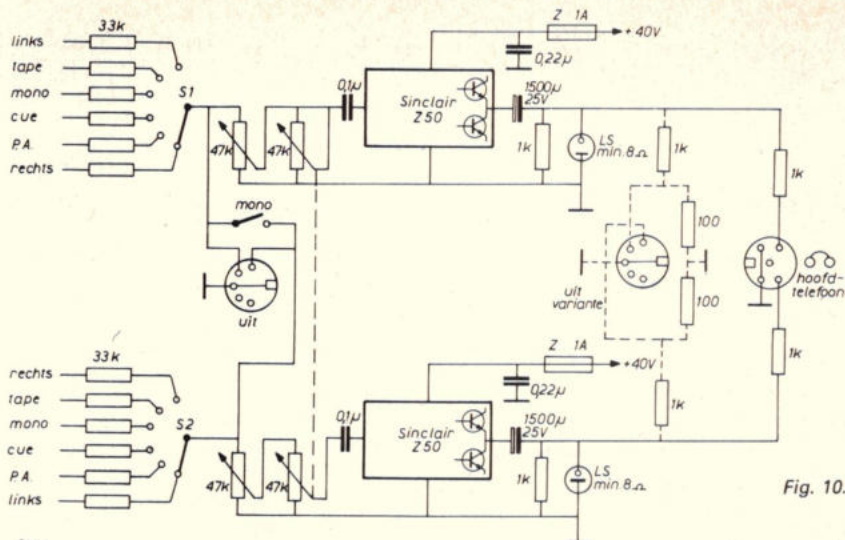 33k
links
tape
mono
cue
P.A.
rechts
S1
47k
47k
0,1µ
Sinclair
Z50
Z 1A
+40V
0,22µ
1500µ
25V
1k
LS
min. 8Ω
1k
1k
100
100
uit
variante
hoofd-
telefoon
mono
uit
33k
rechts
tape
mono
cue
P.A.
links
S2
47k
47k
0,1µ
Sinclair
Z50
Z 1A
+40V
0,22µ
1500µ
25V
1k
LS
min. 8Ω
1k
1k
Fig. 10.